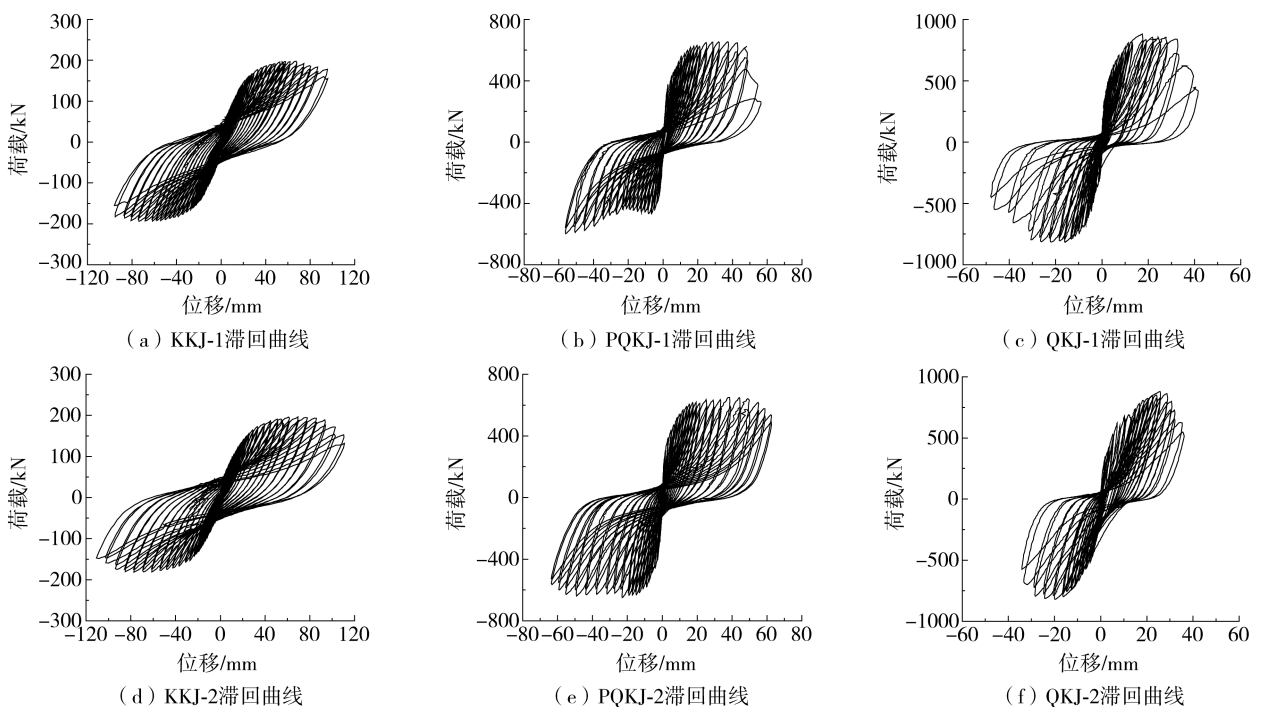 300
200
100
0
−100
−200
−300
−120 −80 −40 0 40 80 120
荷载/kN
位移/mm
（a）KKJ-1滞回曲线
800
400
0
−400
−800
−80 −60 −40 −20 0 20 40 60 80
荷载/kN
位移/mm
（b）PQKJ-1滞回曲线
1000
500
0
−500
−1000
−60 −40 −20 0 20 40 60
荷载/kN
位移/mm
（c）QKJ-1滞回曲线
300
200
100
0
−100
−200
−300
−120 −80 −40 0 40 80 120
荷载/kN
位移/mm
（d）KKJ-2滞回曲线
800
400
0
−400
−800
−80 −60 −40 −20 0 20 40 60 80
荷载/kN
位移/mm
（e）PQKJ-2滞回曲线
1000
500
0
−500
−1000
−60 −40 −20 0 20 40 60
荷载/kN
位移/mm
（f）QKJ-2滞回曲线